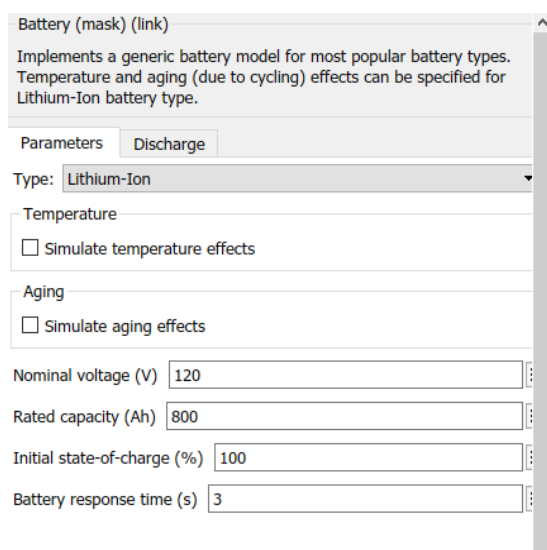 Battery (mask) (link)
Implements a generic battery model for most popular battery types.
Temperature and aging (due to cycling) effects can be specified for
Lithium-Ion battery type.
Parameters Discharge
Type: Lithium-Ion
Temperature
Simulate temperature effects
Aging
Simulate aging effects
Nominal voltage (V) 120
Rated capacity (Ah) 800
Initial state-of-charge (%) 100
Battery response time (s) 3